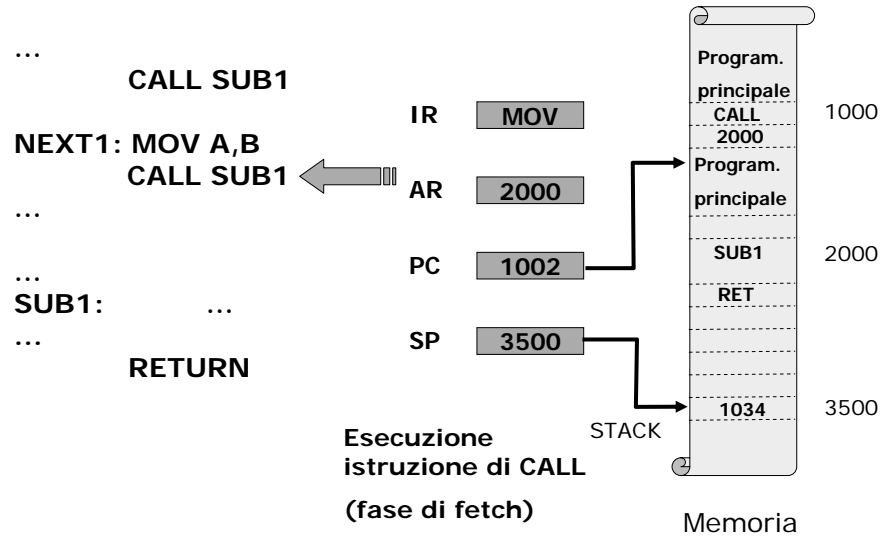 ...
CALL SUB1
NEXT1: MOV A,B
CALL SUB1
...
...
SUB1: ...
...
RETURN
IR MOV
AR 2000
PC 1002
SP 3500
STACK
Esecuzione
istruzione di CALL
(fase di fetch)
Program.
principale
CALL 1000
2000
Program.
principale
SUB1 2000
RET
1034 3500
Memoria